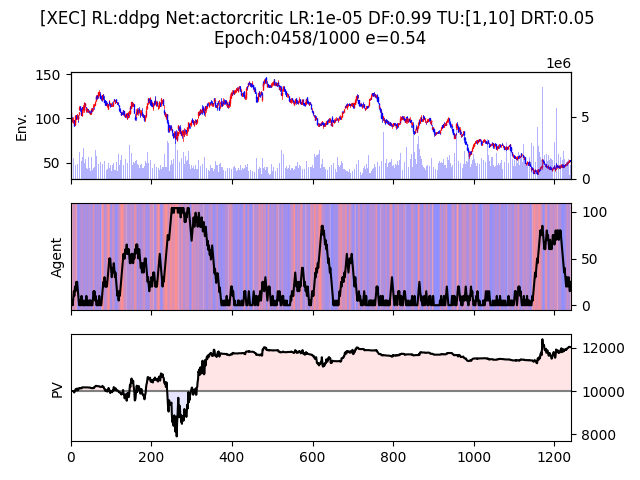 [XEC] RL:ddpg Net:actorcritic LR:1e-05 DF:0.99 TU:[1,10] DRT:0.05
Epoch:0458/1000 e=0.54
1e6
150
100
50
Env.
5
0
Agent
100
50
0
PV
12000
10000
8000
0 200 400 600 800 1000 1200